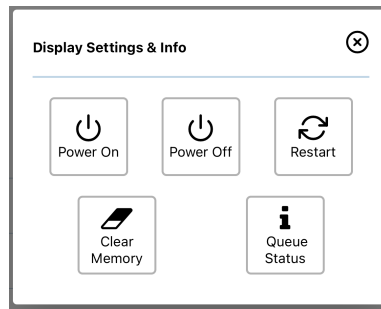 Display Settings & Info
Power On
Power Off
Restart
Clear
Memory
Queue
Status